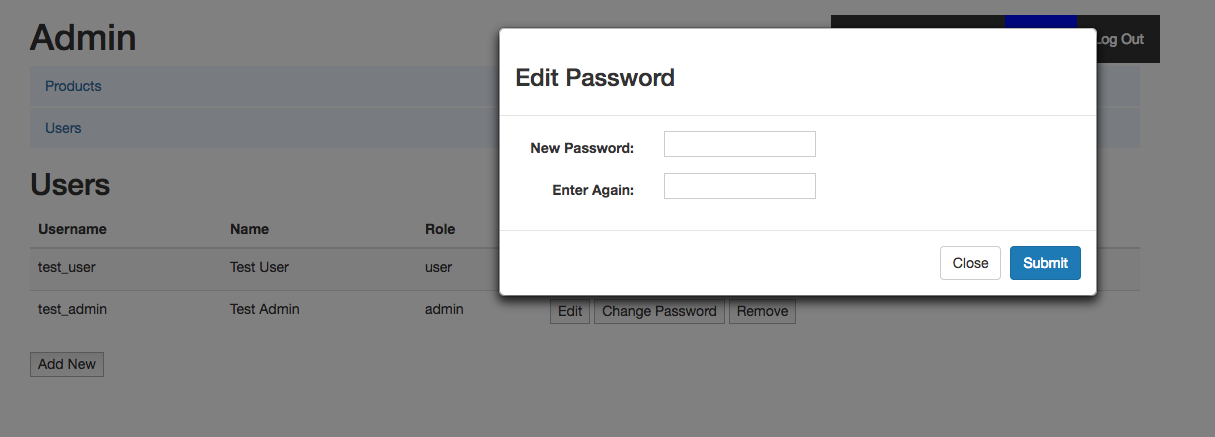 Admin
Log Out
Products
Users
Edit Password
New Password:
Enter Again:
Close Submit
Users
Username Name Role
test_user Test User user
test_admin Test Admin admin Edit Change Password Remove
Add New